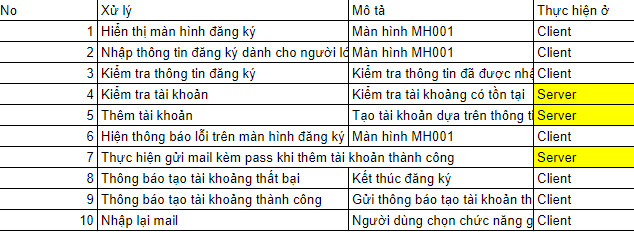 No Xử lý Mô tả Thực hiện ở
1 Hiển thị màn hình đăng ký Màn hình MH001 Client
2 Nhập thông tin đăng ký dành cho người Màn hình MH001 Client
3 Kiểm tra thông tin đăng ký Kiểm tra thông tin đã được Client
4 Kiểm tra tài khoản Kiểm tra tài khoảng có tồn tại Server
5 Thêm tài khoản Tạo tài khoản dựa trên thông Server
6 Hiện thông báo lỗi trên màn hình đăng ký Màn hình MH001 Client
7 Thực hiện gửi mail kèm pass khi thêm tài khoản thành công Server
8 Thông báo tạo tài khoảng thất bại Kết thúc đăng ký Client
9 Thông báo tạo tài khoảng thành công Gửi thông báo tạo tài khoản Client
10 Nhập lại mail Người dùng chọn chức năng Client